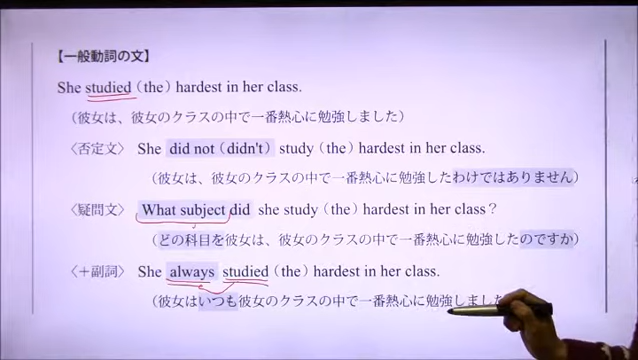 【一般動詞の文】
She studied (the) hardest in her class.
（彼女は、彼女のクラスの中で一番熱心に勉強しました）
〈否定文〉 She did not (didn't) study (the) hardest in her class.
（彼女は、彼女のクラスの中で一番熱心に勉強したわけではありません）
〈疑問文〉 What subject did she study (the) hardest in her class?
（どの科目を彼女は、彼女のクラスの中で一番熱心に勉強したのですか）
〈＋副詞〉 She always studied (the) hardest in her class.
（彼女はいつも彼女のクラスの中で一番熱心に勉強しました